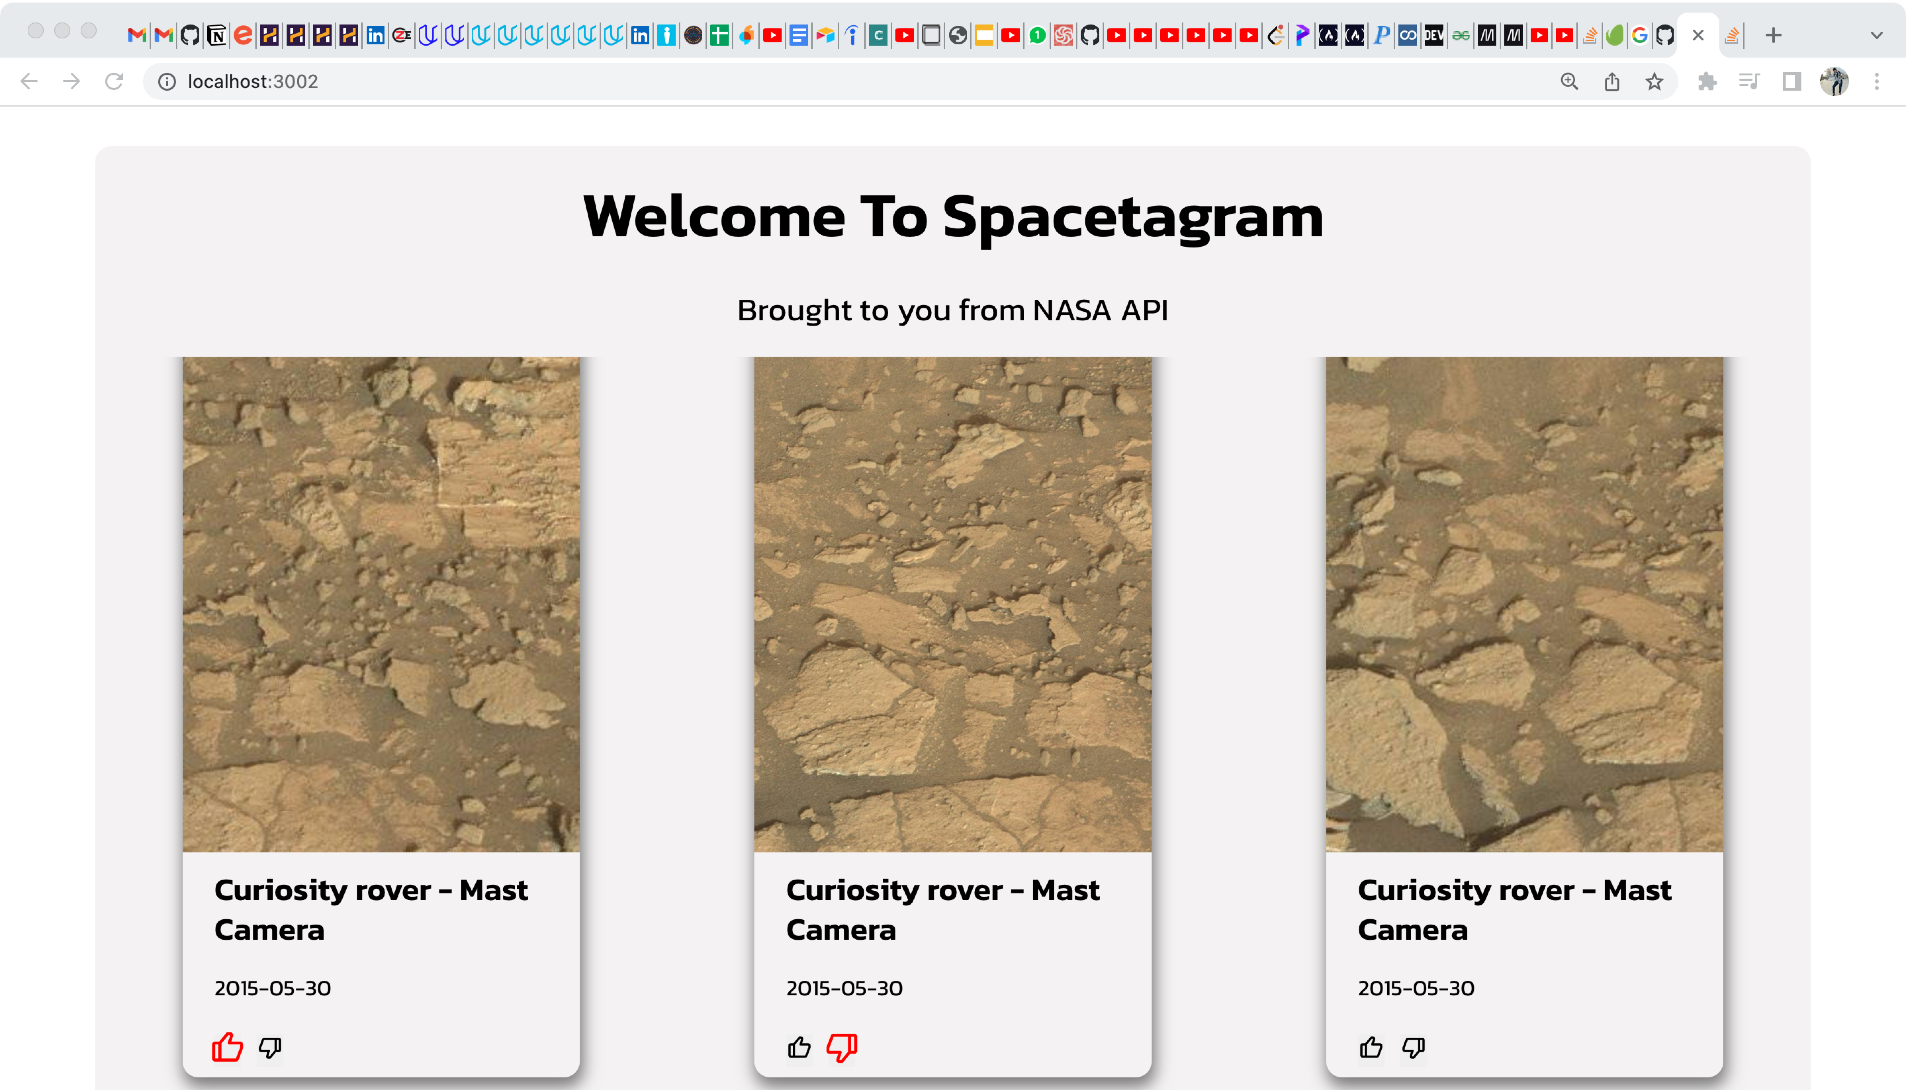 localhost:3002
Welcome To Spacetagram
Brought to you from NASA API
Curiosity rover - Mast
Camera
2015-05-30
Curiosity rover - Mast
Camera
2015-05-30
Curiosity rover - Mast
Camera
2015-05-30